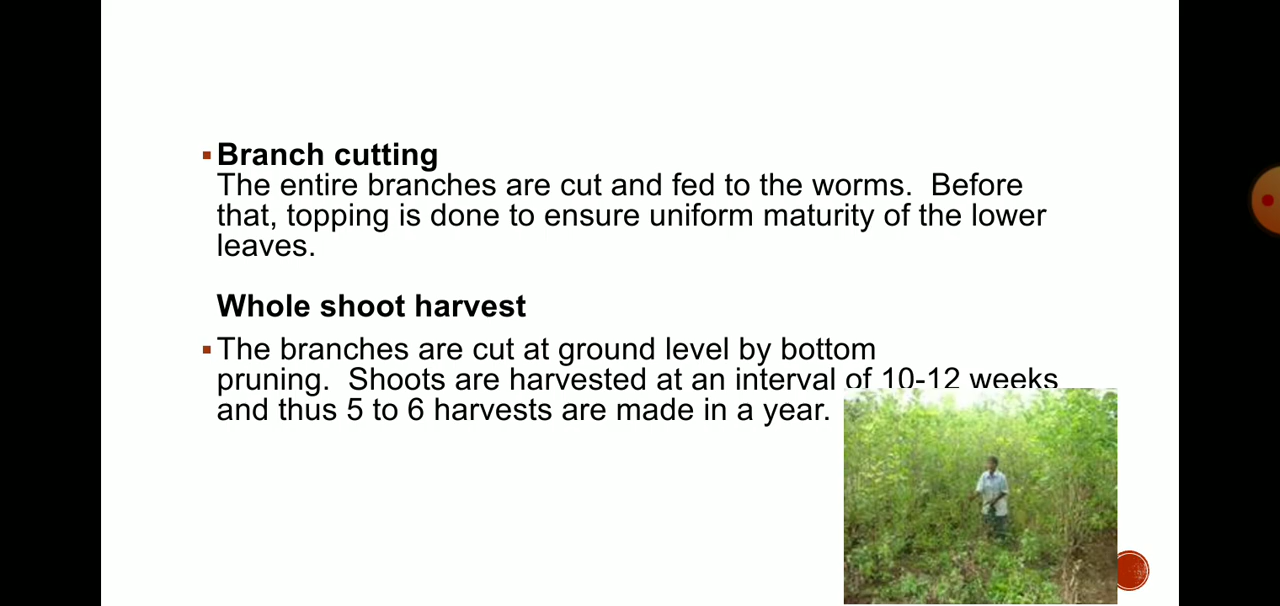 Branch cutting
The entire branches are cut and fed to the worms.  Before
that, topping is done to ensure uniform maturity of the lower
leaves.
Whole shoot harvest
The branches are cut at ground level by bottom
pruning.  Shoots are harvested at an interval of 10-12 weeks
and thus 5 to 6 harvests are made in a year.